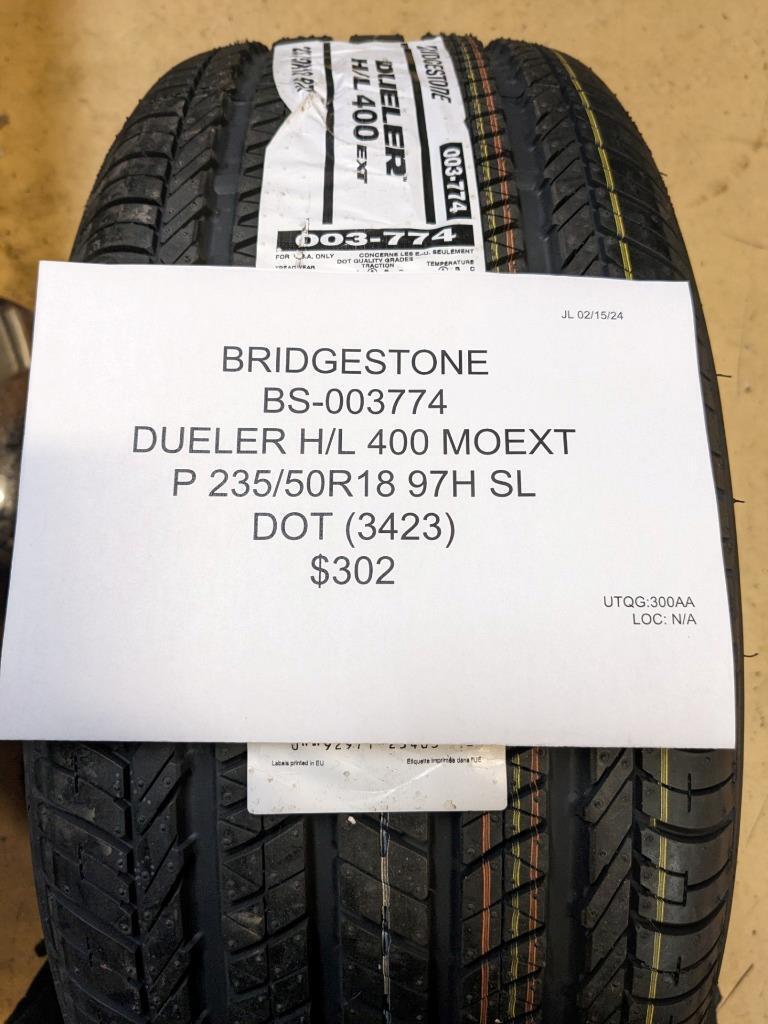 BRIDGESTONE
DUELER™
H/L 400 EXT
003-774
003-774
FOR U.S.A. ONLY CONCERNE LES E.-U. SEULEMENT
DOT QUALITY GRADES
TREADWEAR TRACTION TEMPERATURE
JL 02/15/24
BRIDGESTONE
BS-003774
DUELER H/L 400 MOEXT
P 235/50R18 97H SL
DOT (3423)
$302
UTQG:300AA
LOC: N/A
Labels printed in EU Etiquette imprimée dans l'UE